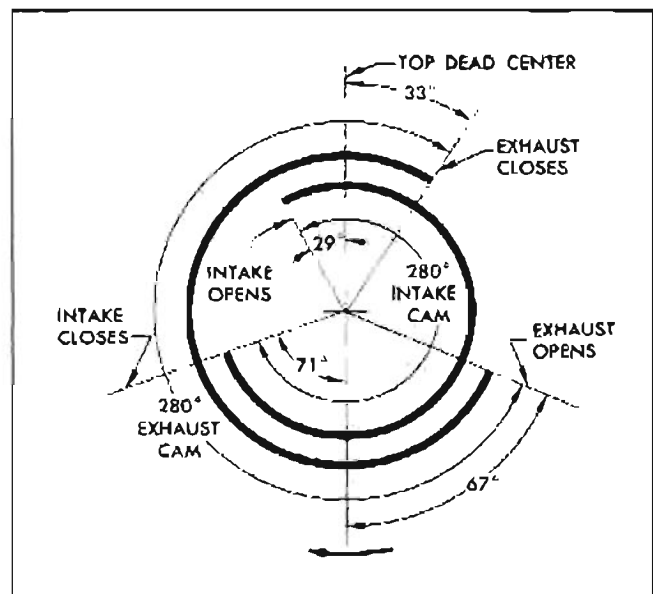 TOP DEAD CENTER
33°
EXHAUST
CLOSES
29°
INTAKE
OPENS
280°
INTAKE
CAM
INTAKE
CLOSES
EXHAUST
OPENS
71°
280°
EXHAUST
CAM
67°